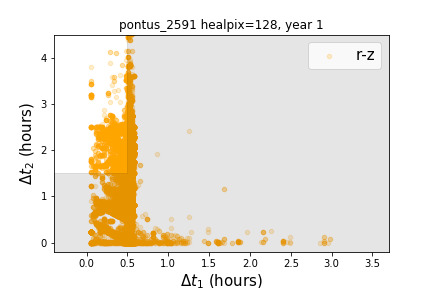 pontus_2591 healpix=128, year 1
r-z
Δt₂ (hours)
4
3
2
1
0
0.0 0.5 1.0 1.5 2.0 2.5 3.0 3.5
Δt₁ (hours)